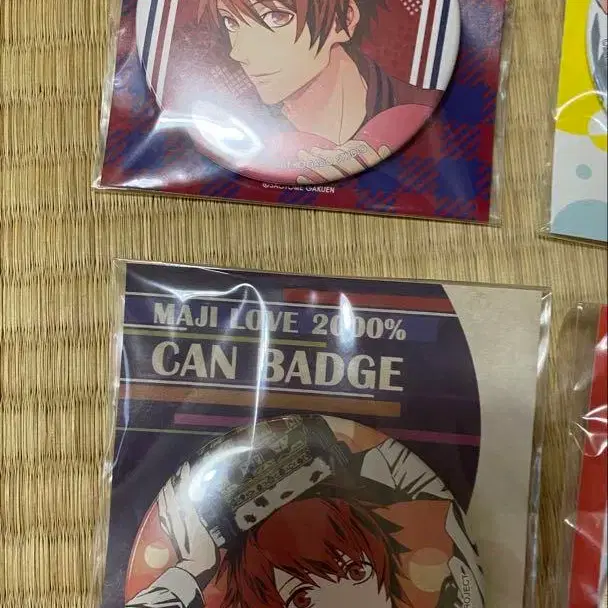 ©SAOTOME GAKUEN
MAJI LOVE 2000%
CAN BADGE